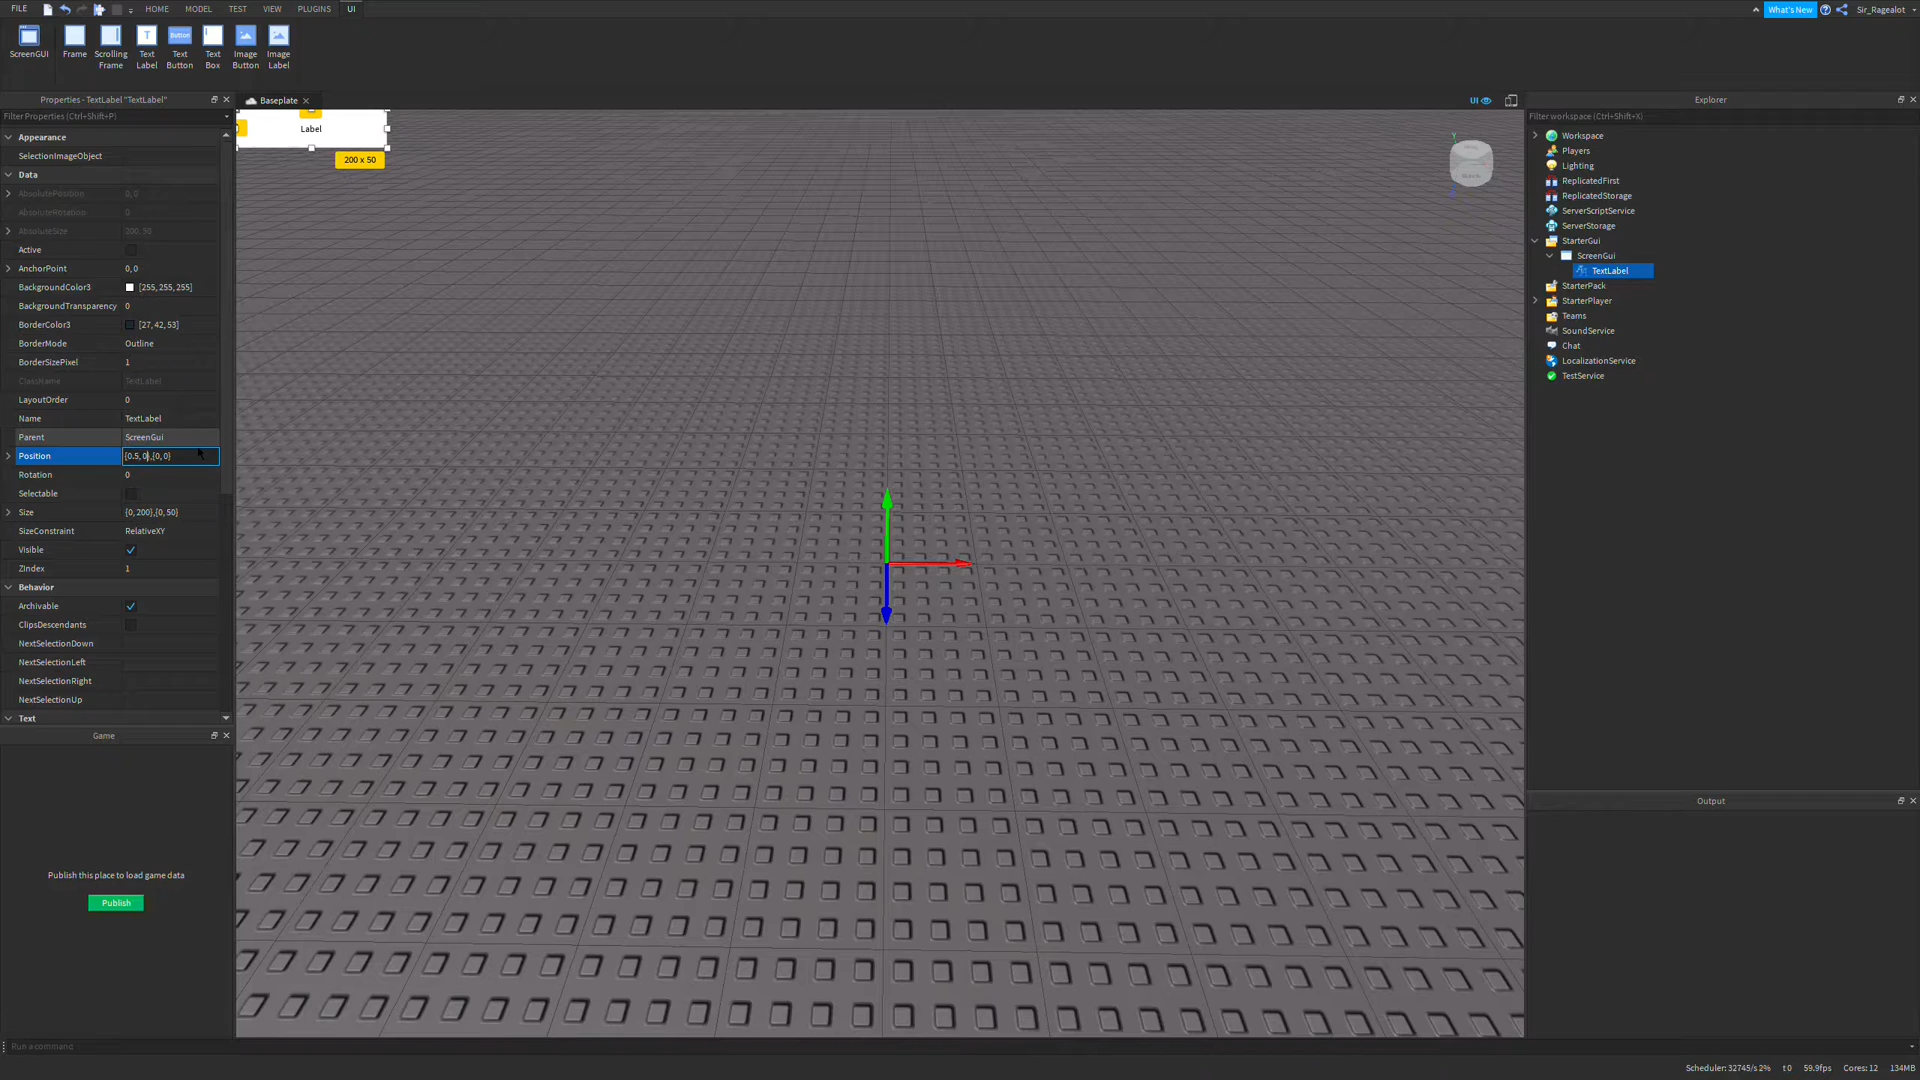 FILE HOME MODEL TEST VIEW PLUGINS UI What's New Sir_Ragealot
ScreenGUI Frame Scrolling Frame Text Label Button Text Button Text Box Image Button Image Label
Properties - TextLabel "TextLabel"
Filter Properties (Ctrl+Shift+P)
Appearance
SelectionImageObject
Data
AbsolutePosition 0, 0
AbsoluteRotation 0
AbsoluteSize 200, 50
Active
AnchorPoint 0, 0
BackgroundColor3 [255, 255, 255]
BackgroundTransparency 0
BorderColor3 [27, 42, 53]
BorderMode Outline
BorderSizePixel 1
ClassName TextLabel
LayoutOrder 0
Name TextLabel
Parent ScreenGui
Position {0.5, 0},{0, 0}
Rotation 0
Selectable
Size {0, 200},{0, 50}
SizeConstraint RelativeXY
Visible
ZIndex 1
Behavior
Archivable
ClipsDescendants
NextSelectionDown
NextSelectionLeft
NextSelectionRight
NextSelectionUp
Text
Game
Publish this place to load game data
Publish
Baseplate
UI
Label
200 x 50
Y
Explorer
Filter workspace (Ctrl+Shift+X)
Workspace
Players
Lighting
ReplicatedFirst
ReplicatedStorage
ServerScriptService
ServerStorage
StarterGui
ScreenGui
TextLabel
StarterPack
StarterPlayer
Teams
SoundService
Chat
LocalizationService
TestService
Output
Run a command
Scheduler: 32745/s 2% t 0 59.9fps Cores: 12 134MB